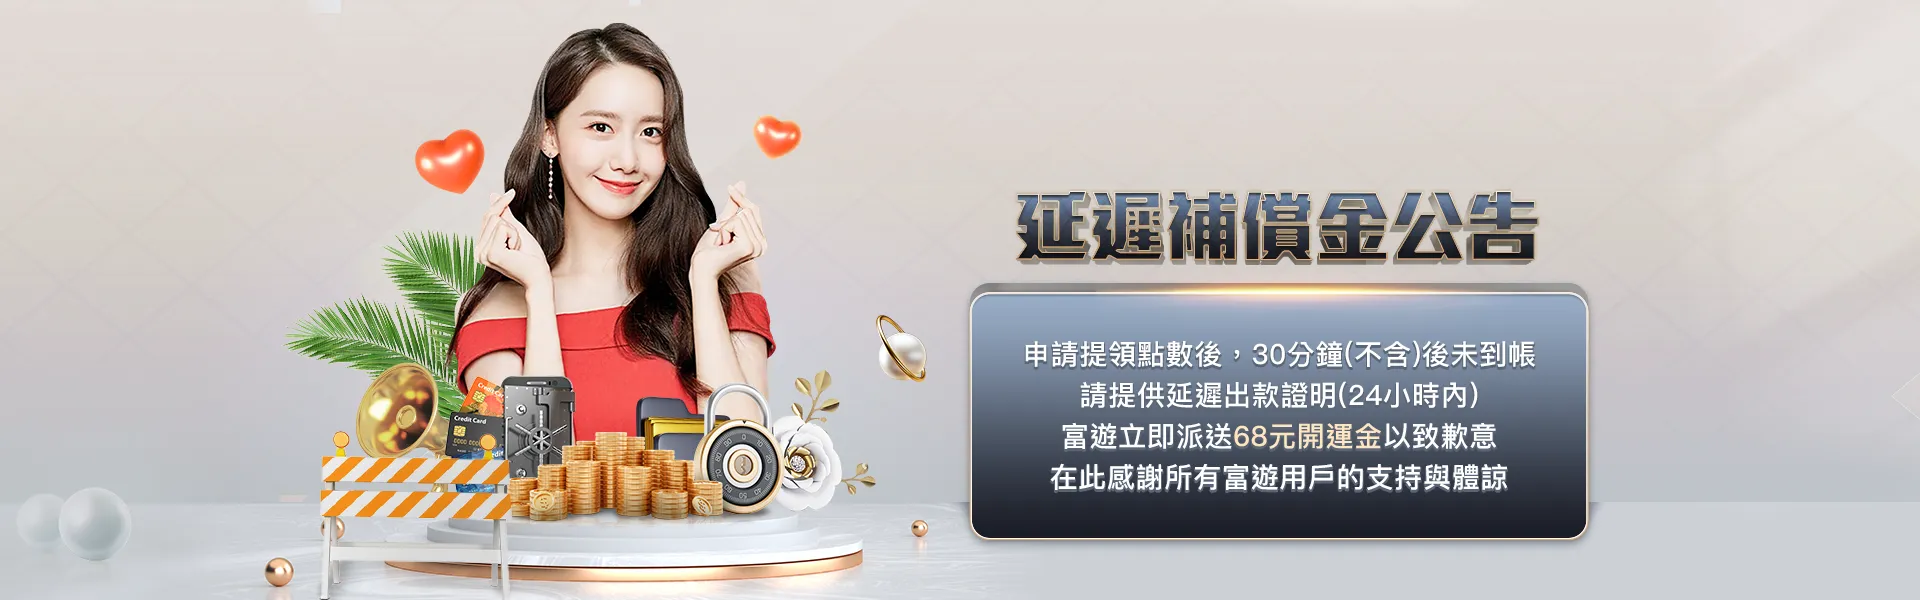 延遲補償金公告
申請提領點數後，30分鐘(不含)後未到帳
請提供延遲出款證明(24小時內)
富遊立即派送68元開運金以致歉意
在此感謝所有富遊用戶的支持與體諒
Credit Card